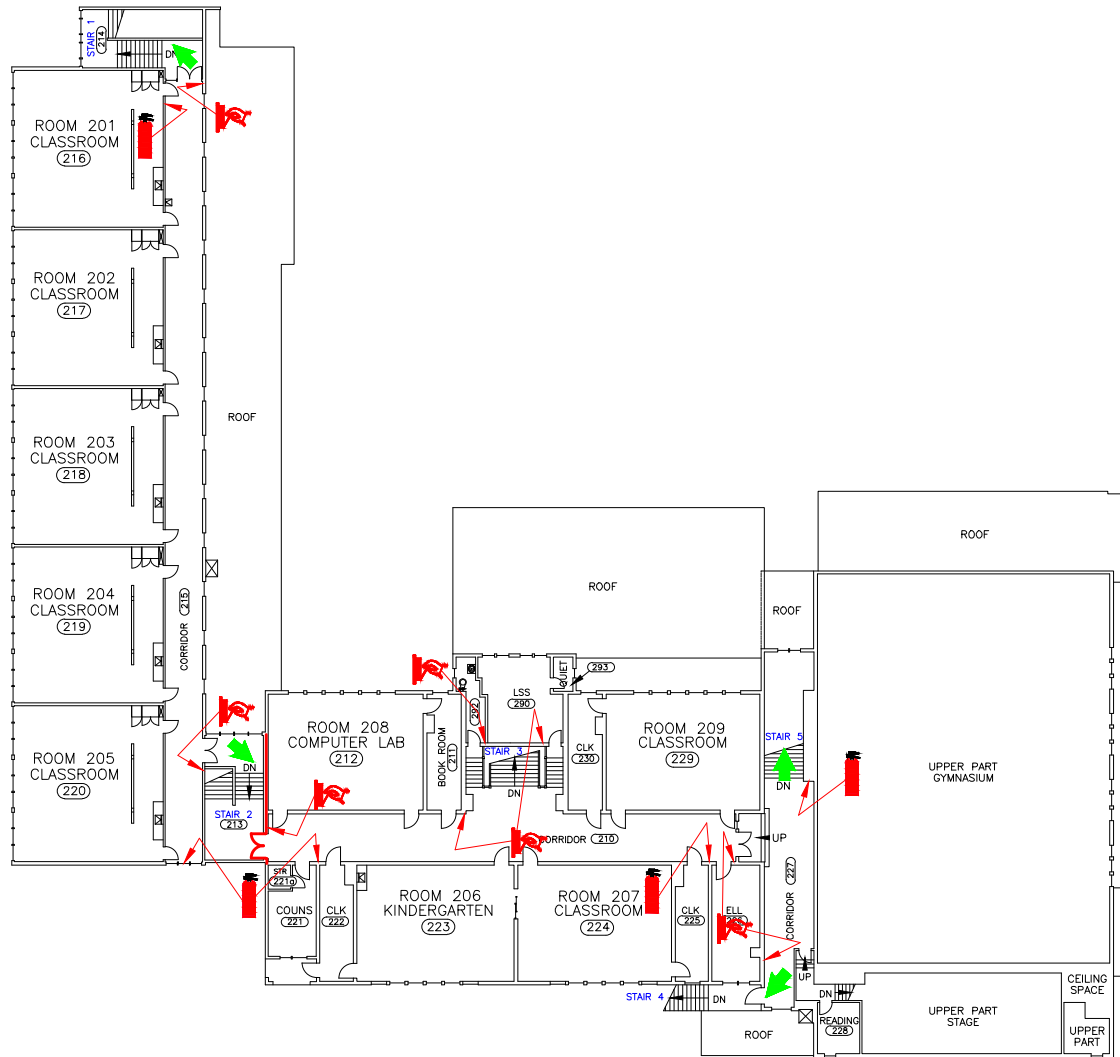 STAIR 1
214
DN
ROOM 201
CLASSROOM
216
ROOM 202
CLASSROOM
217
ROOF
ROOM 203
CLASSROOM
218
ROOM 204
CLASSROOM
219
CORRIDOR 215
ROOM 205
CLASSROOM
220
DN
STAIR 2
213
ROOM 208
COMPUTER LAB
212
BOOK ROOM
211
292
LSS
290
QUIET
293
STAIR 3
DN
CLK
230
ROOM 209
CLASSROOM
229
ROOF
ROOF
ROOF
STAIR 5
DN
UP
UPPER PART
GYMNASIUM
CORRIDOR 210
STR
221a
COUNS
221
CLK
222
ROOM 206
KINDERGARTEN
223
ROOM 207
CLASSROOM
224
CLK
225
ELL
CORRIDOR 227
UP
STAIR 4
DN
DN
READING
228
ROOF
UPPER PART
STAGE
CEILING
SPACE
UPPER
PART